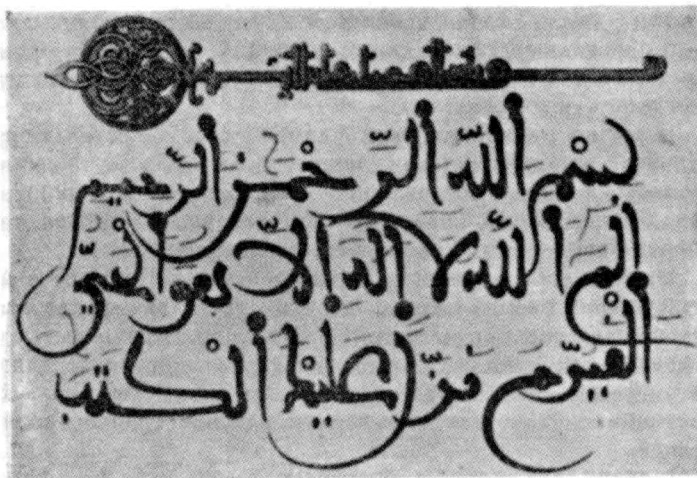 بسم الله الرحمن الرحيم
الم الله لا اله الا هو الحي
القيوم نزل عليك الكتب